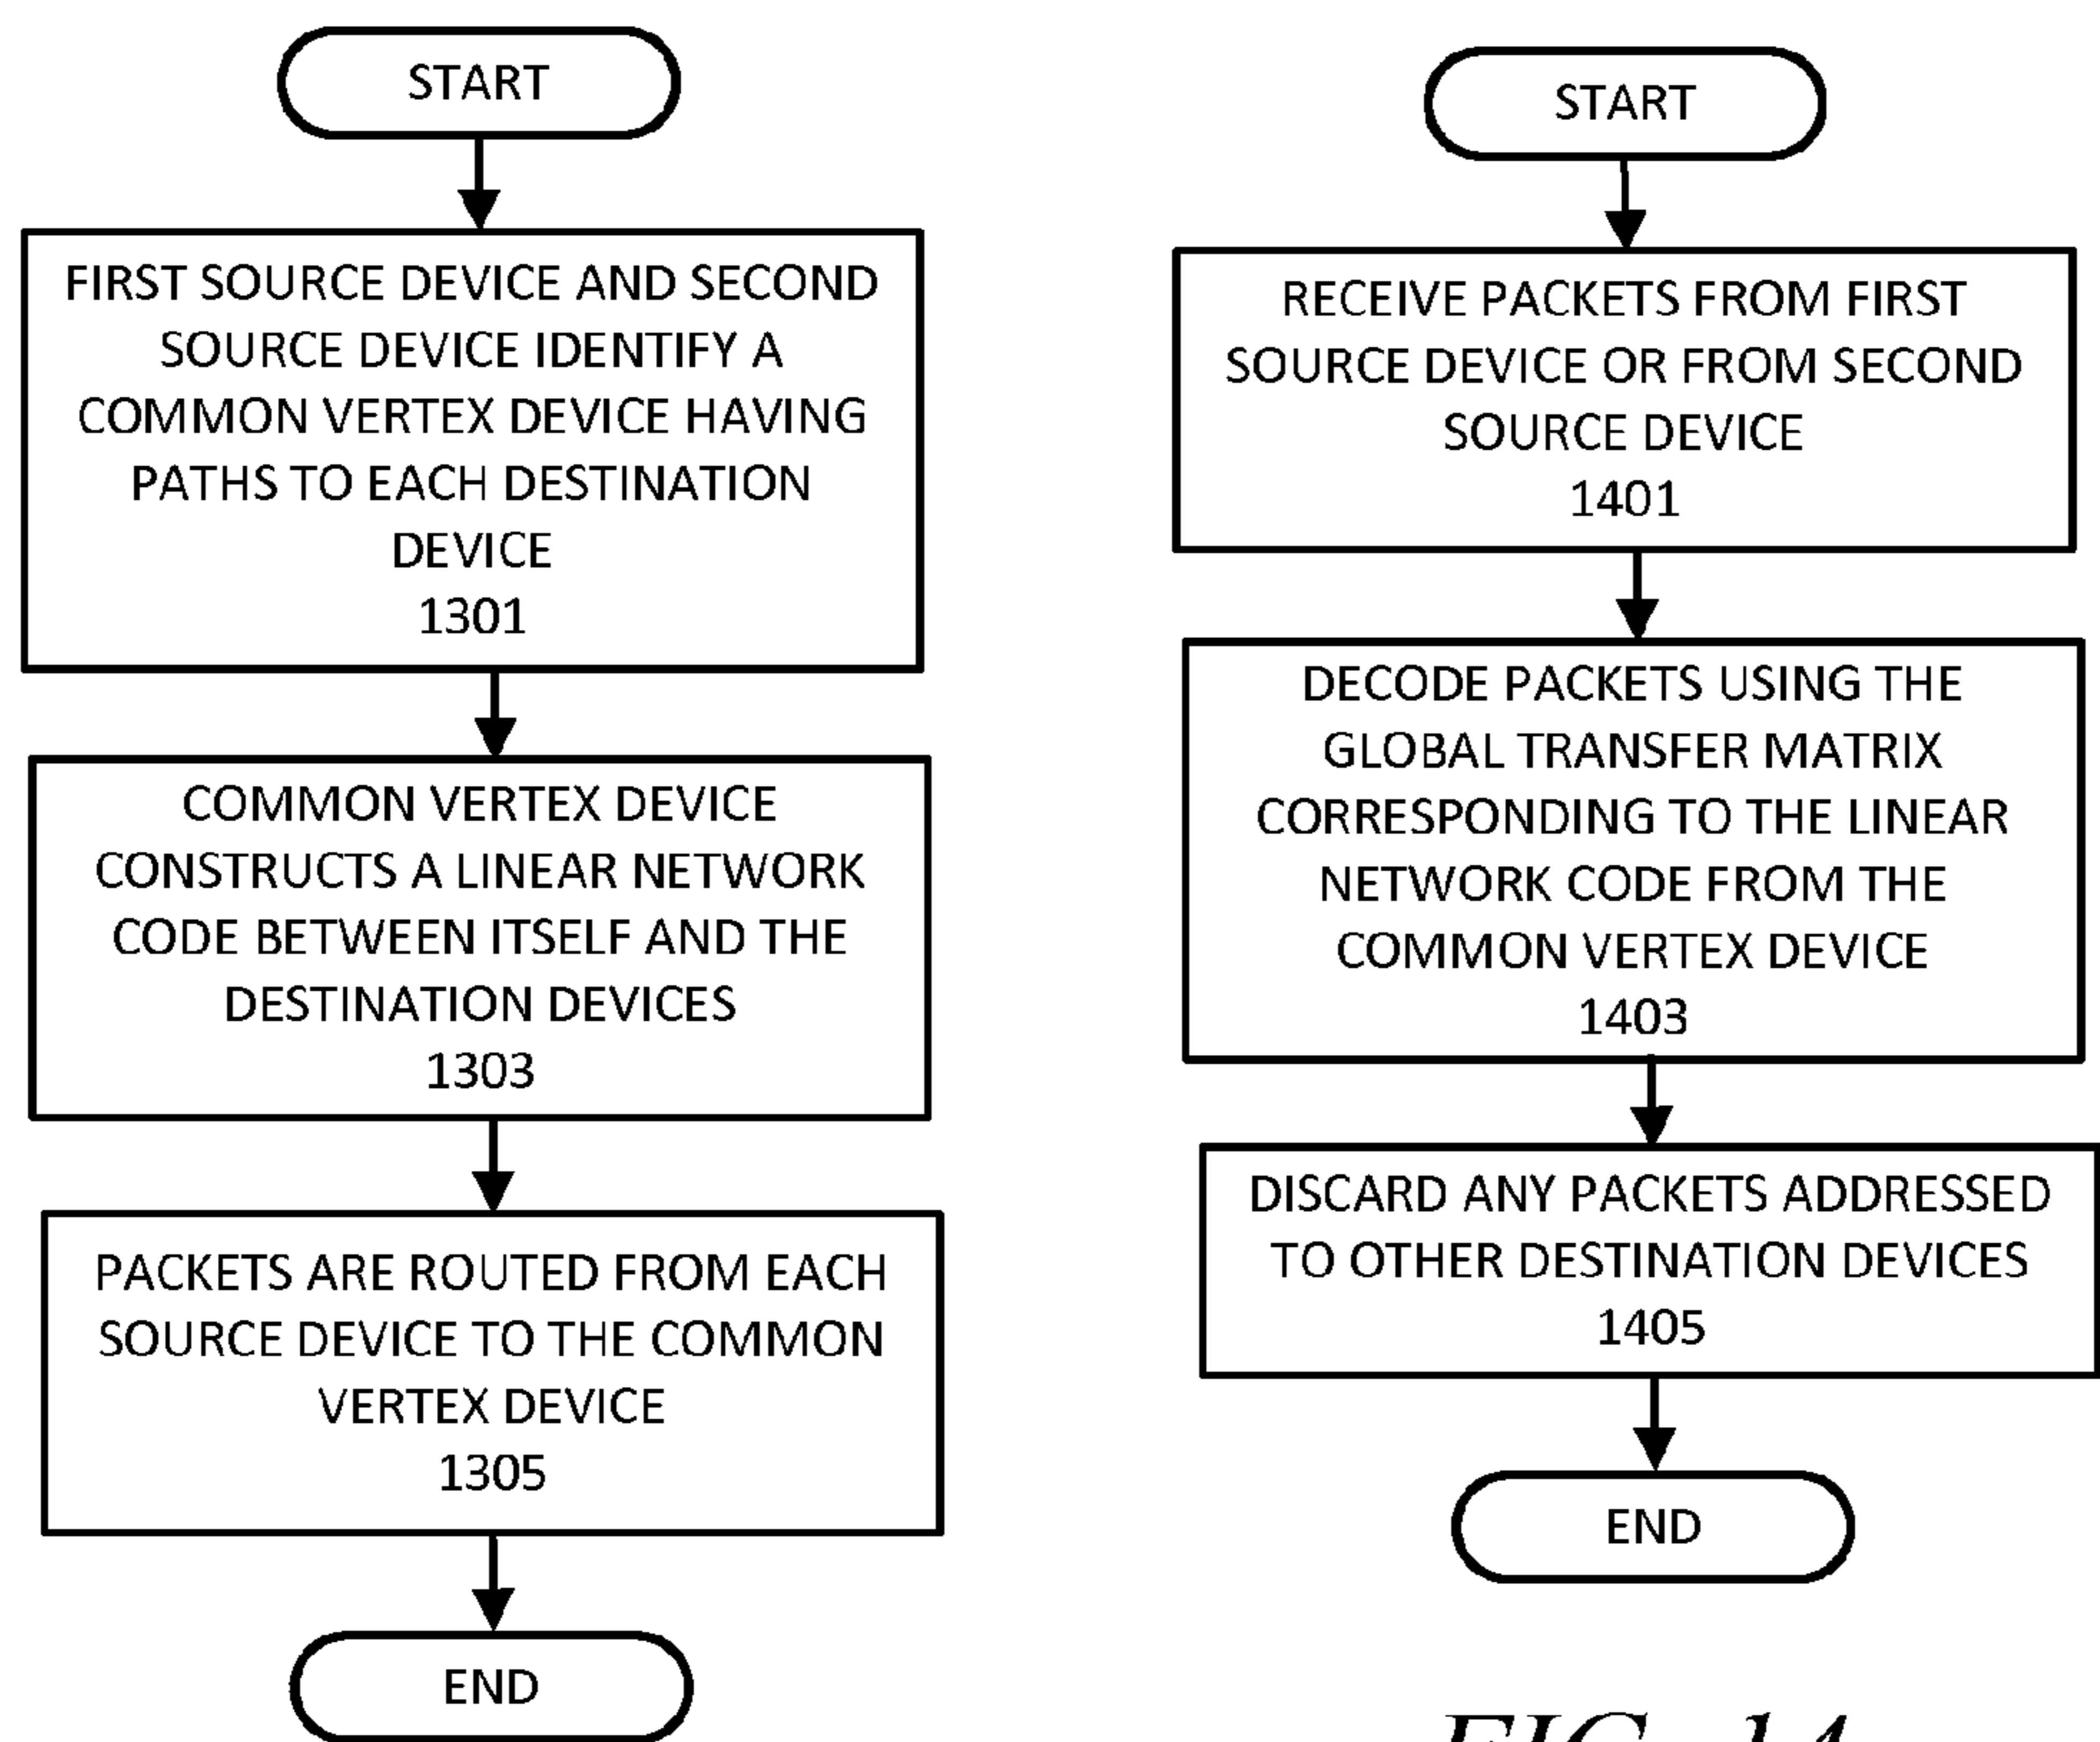 START
FIRST SOURCE DEVICE AND SECOND
SOURCE DEVICE IDENTIFY A
COMMON VERTEX DEVICE HAVING
PATHS TO EACH DESTINATION
DEVICE
1301
COMMON VERTEX DEVICE
CONSTRUCTS A LINEAR NETWORK
CODE BETWEEN ITSELF AND THE
DESTINATION DEVICES
1303
PACKETS ARE ROUTED FROM EACH
SOURCE DEVICE TO THE COMMON
VERTEX DEVICE
1305
END
START
RECEIVE PACKETS FROM FIRST
SOURCE DEVICE OR FROM SECOND
SOURCE DEVICE
1401
DECODE PACKETS USING THE
GLOBAL TRANSFER MATRIX
CORRESPONDING TO THE LINEAR
NETWORK CODE FROM THE
COMMON VERTEX DEVICE
1403
DISCARD ANY PACKETS ADDRESSED
TO OTHER DESTINATION DEVICES
1405
END
FIG. 14